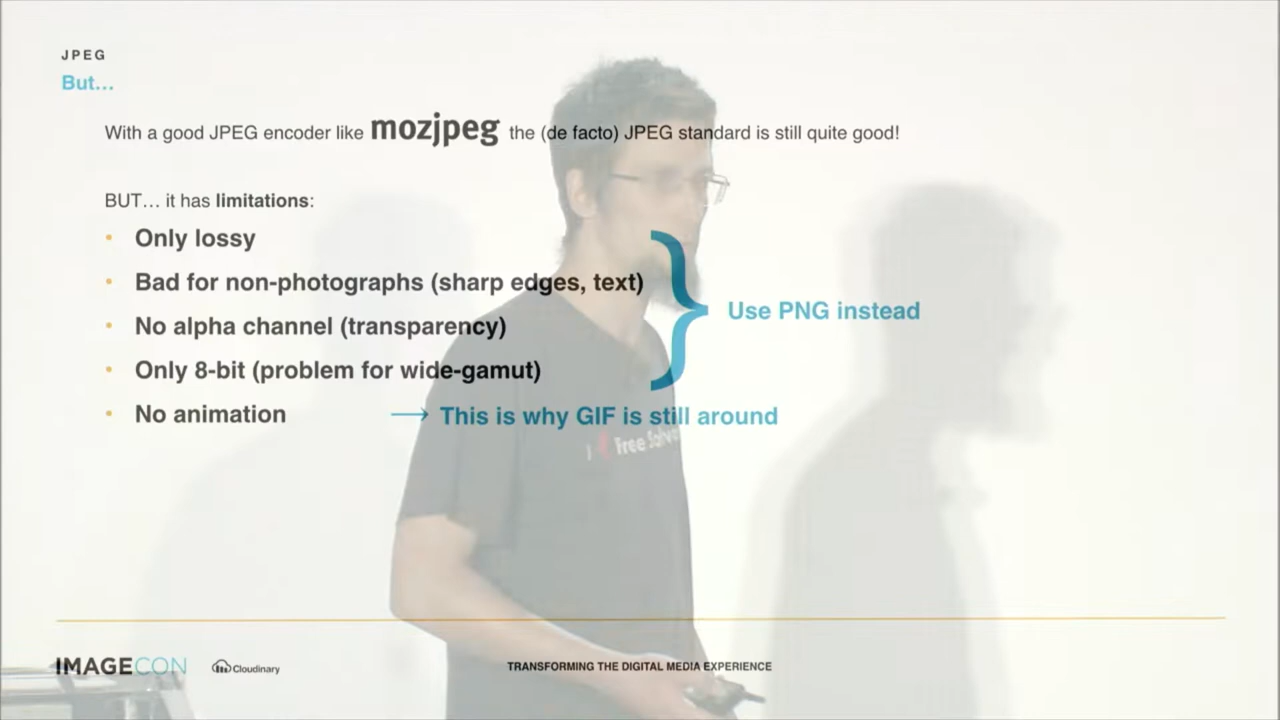 JPEG
But...
With a good JPEG encoder like mozjpeg the (de facto) JPEG standard is still quite good!
BUT... it has limitations:
• Only lossy
• Bad for non-photographs (sharp edges, text)
• No alpha channel (transparency)
• Only 8-bit (problem for wide-gamut)
} Use PNG instead
• No animation → This is why GIF is still around
I Free
IMAGECON Cloudinary TRANSFORMING THE DIGITAL MEDIA EXPERIENCE